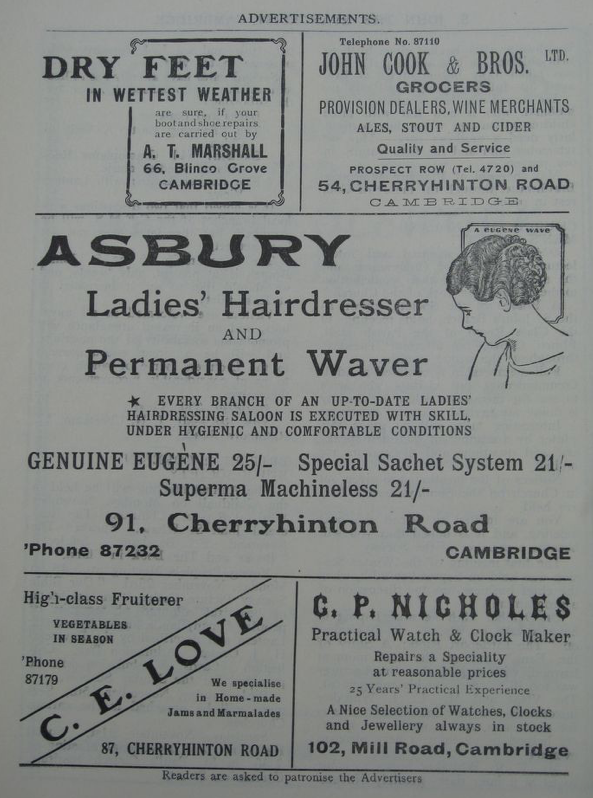 ADVERTISEMENTS.
DRY FEET
IN WETTEST WEATHER
are sure, if your
boot and shoe repairs
are carried out by
A. T. MARSHALL
66, Blinco Grove
CAMBRIDGE
Telephone No. 87110
JOHN COOK & BROS. LTD.
GROCERS
PROVISION DEALERS, WINE MERCHANTS
ALES, STOUT AND CIDER
Quality and Service
PROSPECT ROW (Tel. 4720) and
54, CHERRYHINTON ROAD
CAMBRIDGE
ASBURY
Ladies' Hairdresser
AND
Permanent Waver
A EUGENE WAVE
★ EVERY BRANCH OF AN UP-TO-DATE LADIES'
HAIRDRESSING SALOON IS EXECUTED WITH SKILL,
UNDER HYGIENIC AND COMFORTABLE CONDITIONS
GENUINE EUGÈNE 25/- Special Sachet System 21/-
Superma Machineless 21/-
91, Cherryhinton Road
'Phone 87232 CAMBRIDGE
High-class Fruiterer
VEGETABLES
IN SEASON
'Phone
87179
C. E. LOVE
We specialise
in Home-made
Jams and Marmalades
87, CHERRYHINTON ROAD
C. P. NICHOLES
Practical Watch & Clock Maker
Repairs a Speciality
at reasonable prices
25 Years' Practical Experience
A Nice Selection of Watches, Clocks
and Jewellery always in stock
102, Mill Road, Cambridge
Readers are asked to patronise the Advertisers